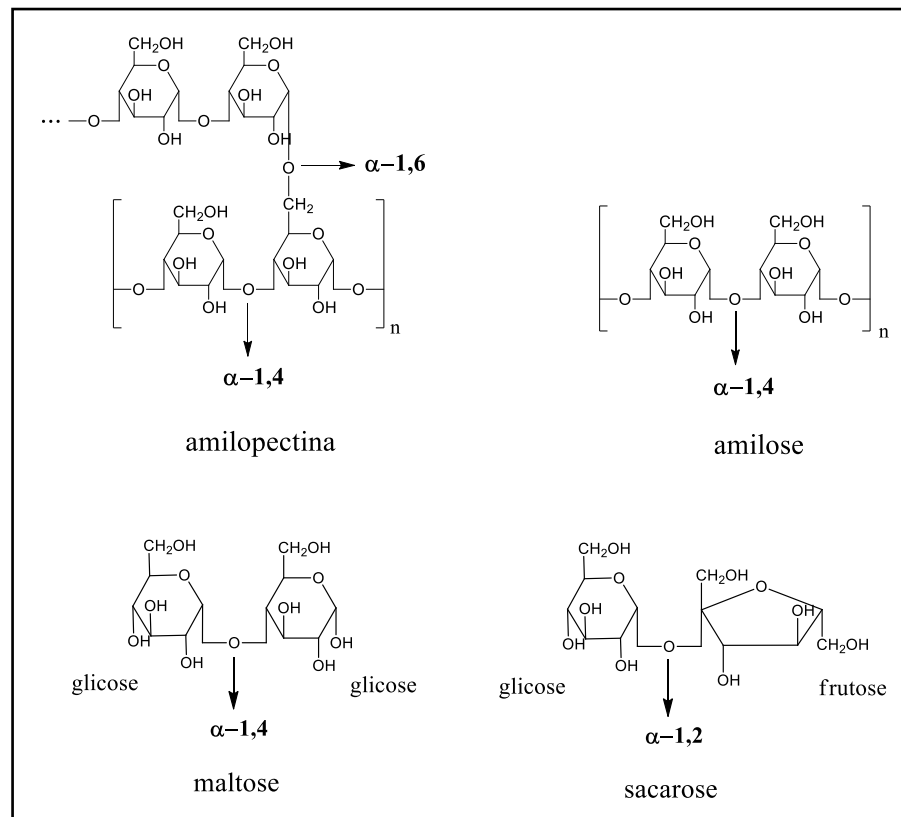 CH2OH CH2OH
O O
OH OH
... O O
OH OH
O α−1,6
CH2
CH2OH
O O
OH OH
O O O
OH OH
n
α−1,4
amilopectina
CH2OH CH2OH
O O
OH OH
O O O
OH OH
n
α−1,4
amilose
CH2OH CH2OH
O O
OH OH
OH O OH
OH OH
glicose glicose
α−1,4
maltose
CH2OH
CH2OH
O O
OH OH
OH O CH2OH
OH OH
glicose frutose
α−1,2
sacarose